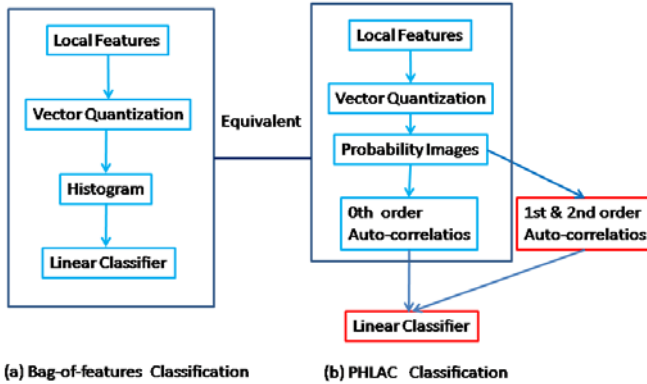 Local Features
Vector Quantization
Histogram
Linear Classifier
Equivalent
Local Features
Vector Quantization
Probability Images
0th order
Auto-correlatios
1st & 2nd order
Auto-correlatios
Linear Classifier
(a) Bag-of-features Classification
(b) PHLAC Classification